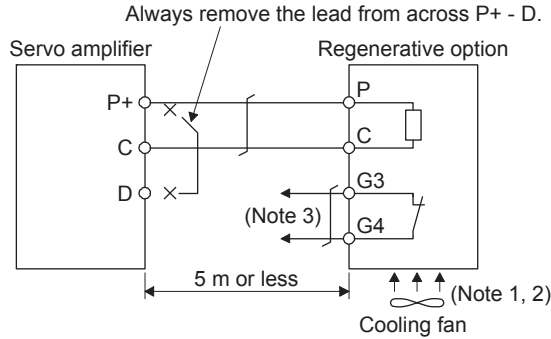 Always remove the lead from across P+ - D.
Servo amplifier
Regenerative option
P+
P
C
C
D
G3
(Note 3)
G4
5 m or less
(Note 1, 2)
Cooling fan